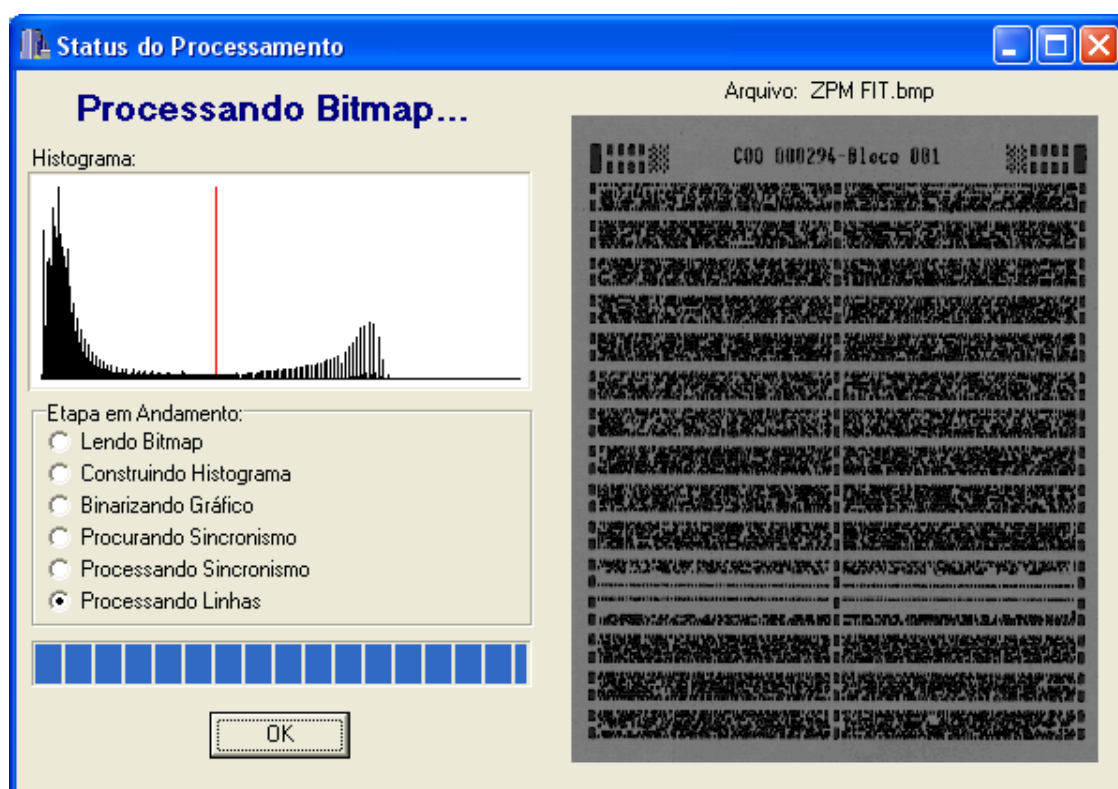 Status do Processamento
Processando Bitmap...
Histograma:
Etapa em Andamento:
Lendo Bitmap
Construindo Histograma
Binarizando Gráfico
Procurando Sincronismo
Processando Sincronismo
Processando Linhas
OK
Arquivo: ZPM FIT.bmp
COO 000294-Bloco 001